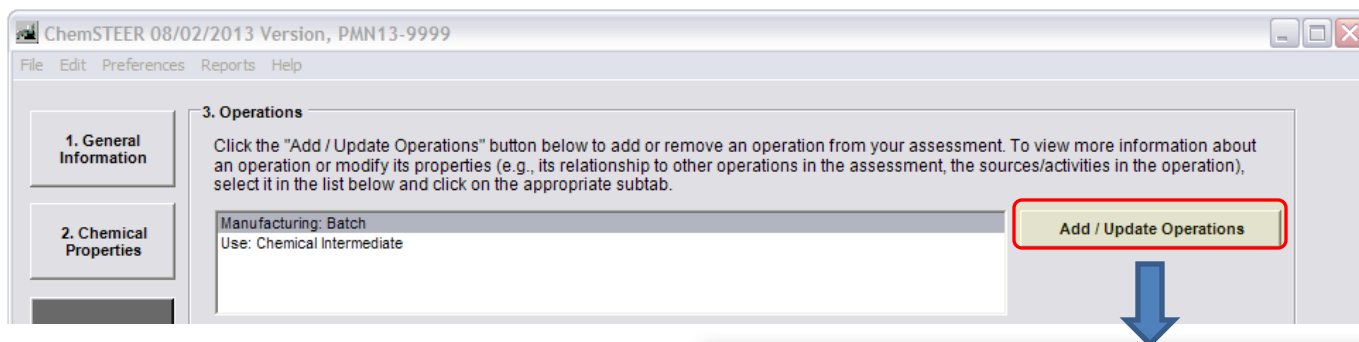 ChemSTEER 08/02/2013 Version, PMN13-9999
File Edit Preferences Reports Help
1. General
Information
3. Operations
Click the "Add / Update Operations" button below to add or remove an operation from your assessment. To view more information about
an operation or modify its properties (e.g., its relationship to other operations in the assessment, the sources/activities in the operation),
select it in the list below and click on the appropriate subtab.
2. Chemical
Properties
Manufacturing: Batch
Use: Chemical Intermediate
Add / Update Operations